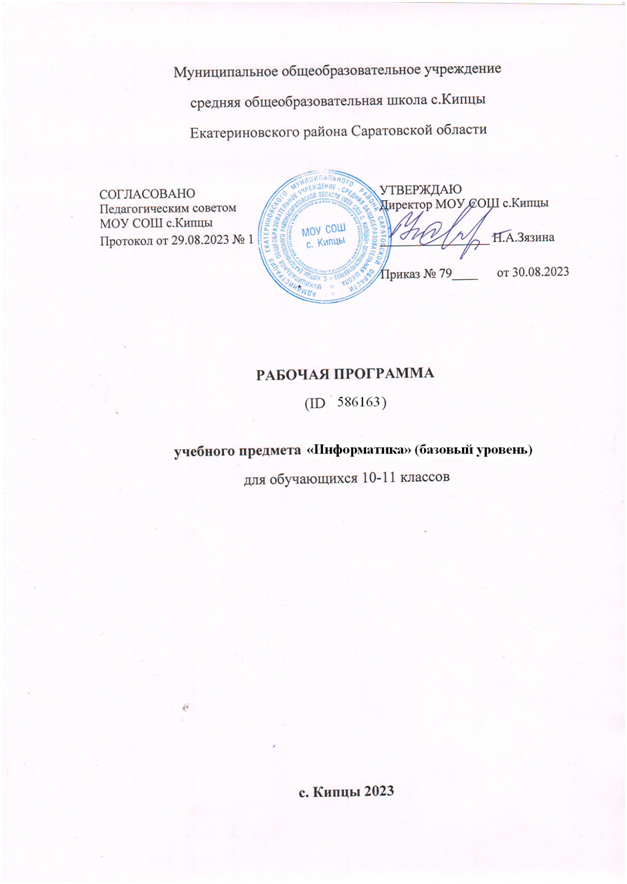 Муниципальное общеобразовательное учреждение
средняя общеобразовательная школа с.Кипцы
Екатериновского района Саратовской области
СОГЛАСОВАНО
Педагогическим советом
МОУ СОШ с.Кипцы
Протокол от 29.08.2023 № 1
МОУ СОШ
с. Кипцы
УТВЕРЖДАЮ
Директор МОУ СОШ с.Кипцы
Н.А.Зязина
Приказ № 79____ от 30.08.2023
РАБОЧАЯ ПРОГРАММА
(ID 586163)
учебного предмета «Информатика» (базовый уровень)
для обучающихся 10-11 классов
с. Кипцы 2023